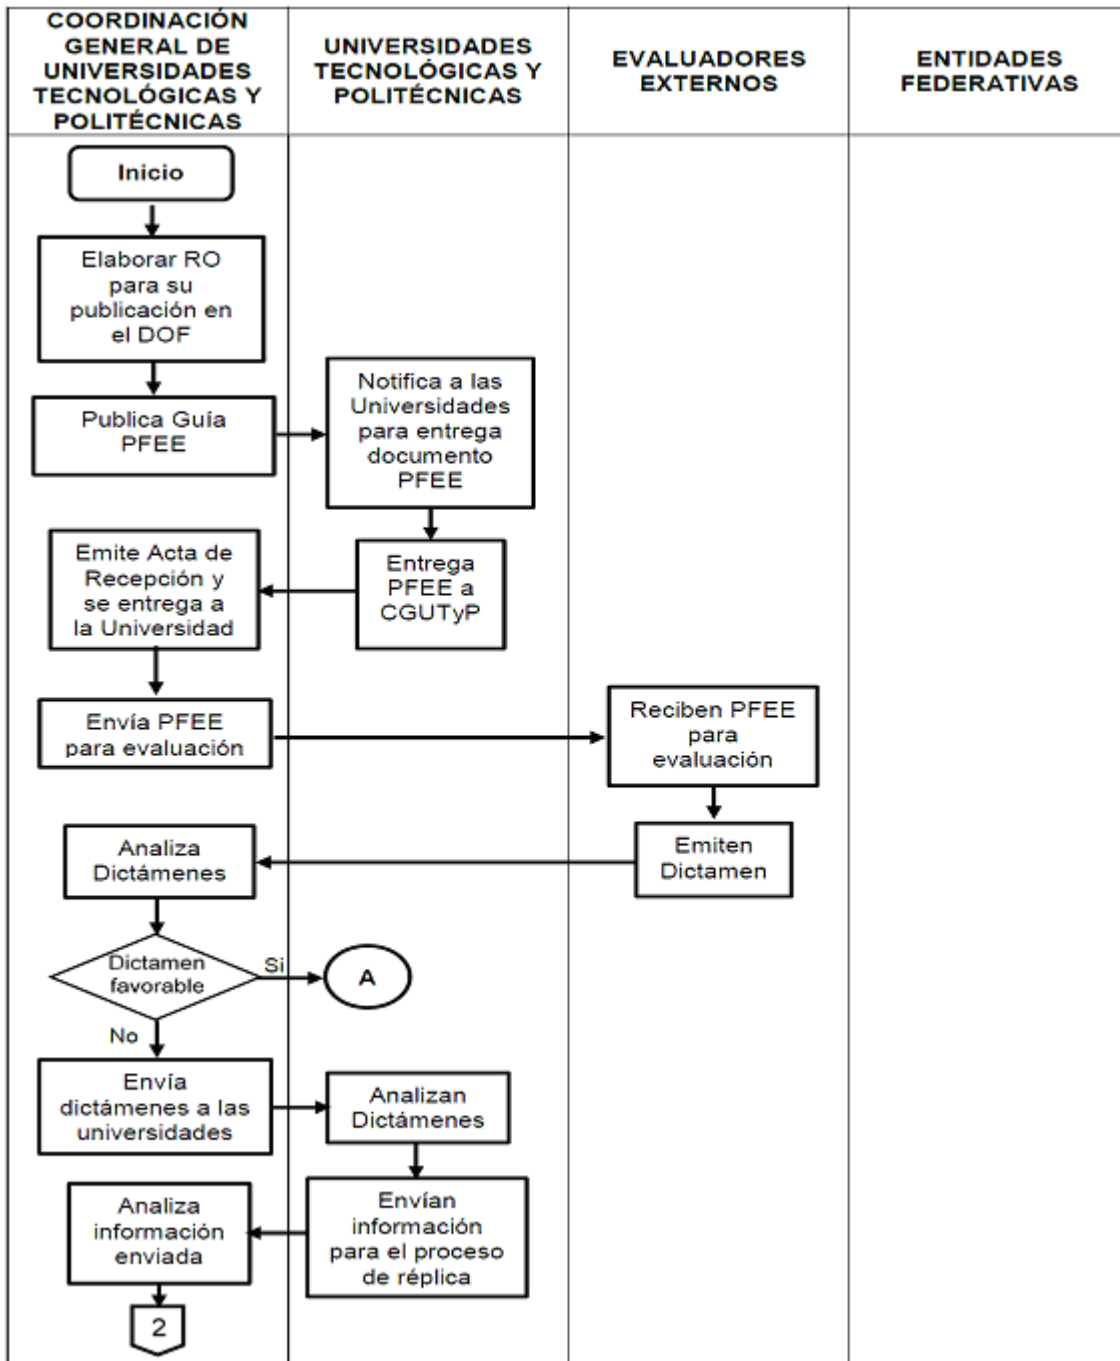 COORDINACIÓN
GENERAL DE
UNIVERSIDADES
TECNOLÓGICAS Y
POLITÉCNICAS
UNIVERSIDADES
TECNOLÓGICAS Y
POLITÉCNICAS
EVALUADORES
EXTERNOS
ENTIDADES
FEDERATIVAS
Inicio
Elaborar RO
para su
publicación en
el DOF
Publica Guía
PFEE
Notifica a las
Universidades
para entrega
documento
PFEE
Emite Acta de
Recepción y
se entrega a
la Universidad
Entrega
PFEE a
CGUTyP
Envía PFEE
para evaluación
Reciben PFEE
para
evaluación
Analiza
Dictámenes
Emiten
Dictamen
Dictamen
favorable
Si
A
No
Envía
dictámenes a las
universidades
Analizan
Dictámenes
Analiza
información
enviada
Envían
información
para el proceso
de réplica
2